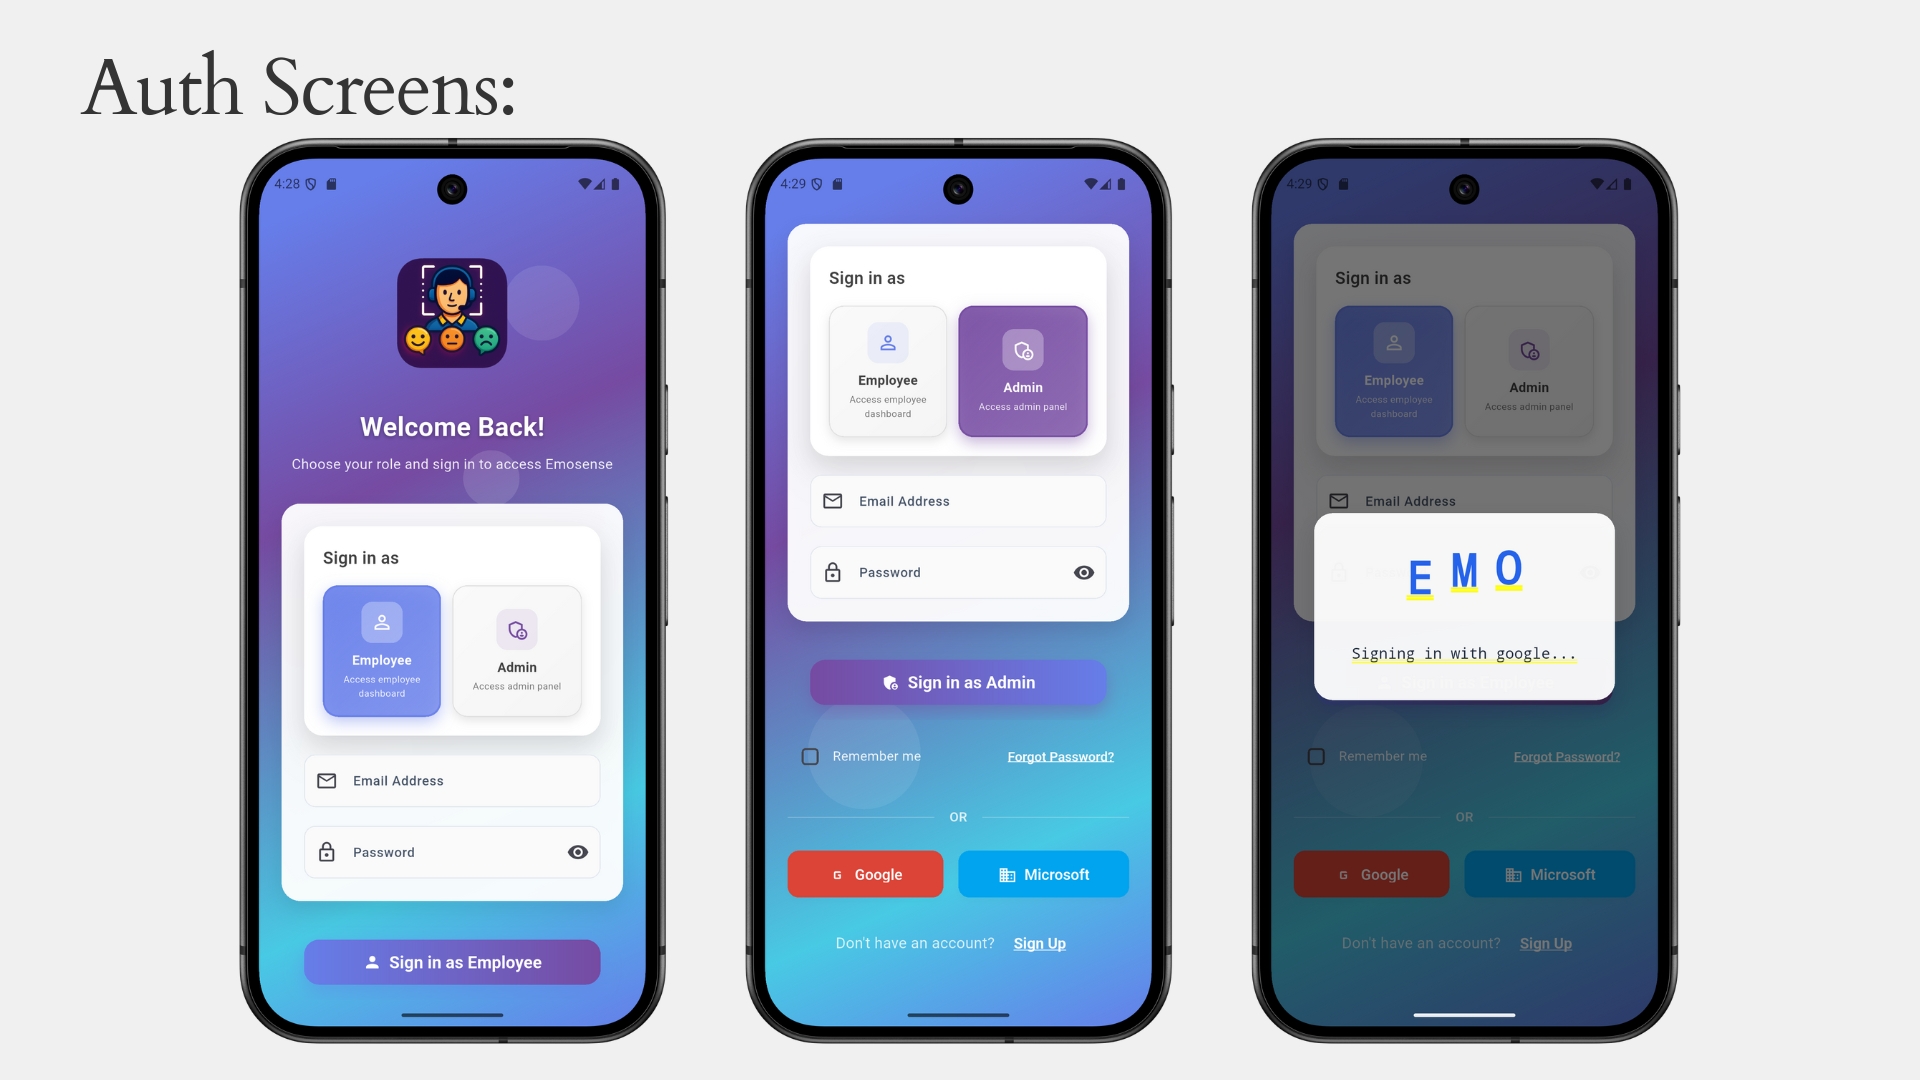 Auth Screens:
4:28
Welcome Back!
Choose your role and sign in to access Emosense
Sign in as
Employee
Access employee
dashboard
Admin
Access admin panel
Email Address
Password
Sign in as Employee
4:29
Sign in as
Employee
Access employee
dashboard
Admin
Access admin panel
Email Address
Password
Sign in as Admin
Remember me
Forgot Password?
OR
G Google
Microsoft
Don't have an account? Sign Up
4:29
Sign in as
Employee
Access employee
dashboard
Admin
Access admin panel
Email Address
EMO
Signing in with google...
Sign in as Employee
Remember me
Forgot Password?
OR
G Google
Microsoft
Don't have an account? Sign Up